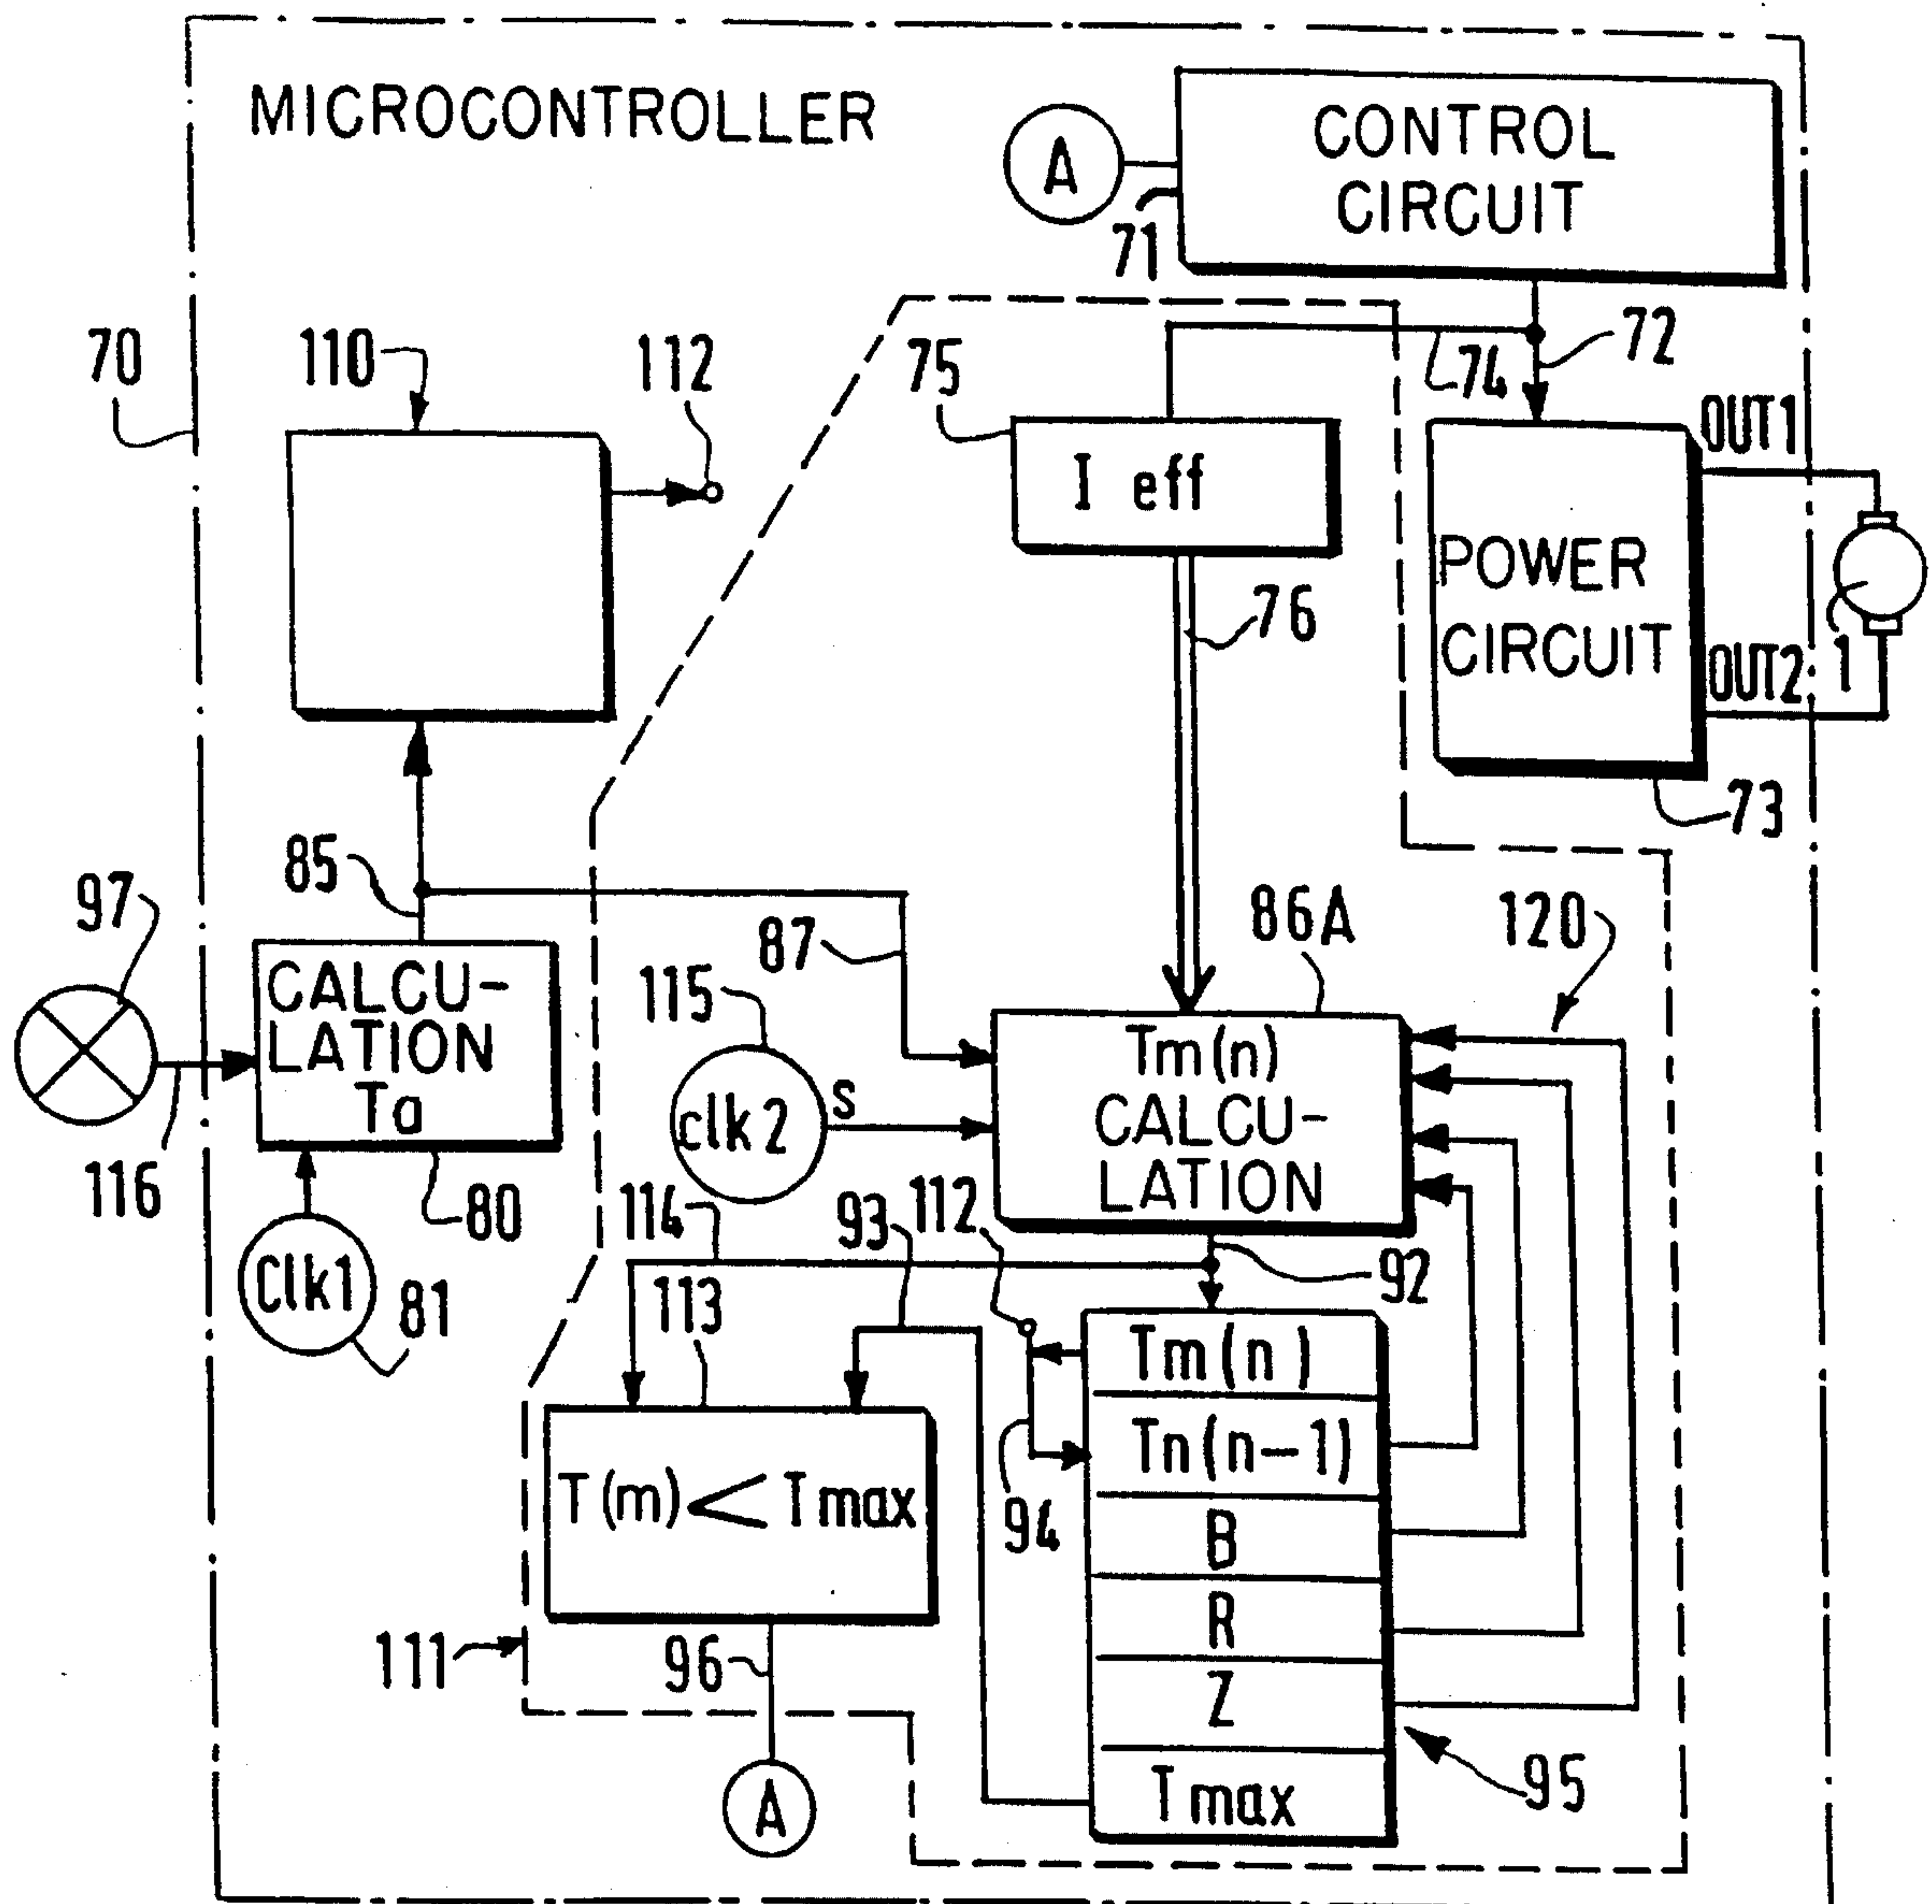 MICROCONTROLLER
CONTROL
CIRCUIT
A
71
70
110
112
75
74
72
OUT1
I eff
POWER
CIRCUIT
76
1
OUT2
73
85
97
86A
120
87
115
CALCU-
LATION
Ta
Tm(n)
CALCU-
LATION
clk2
S
116
80
114
93
112
92
Clk1
81
113
Tm(n)
Tn(n-1)
B
R
Z
Tmax
T(m)<Tmax
94
111
96
95
A